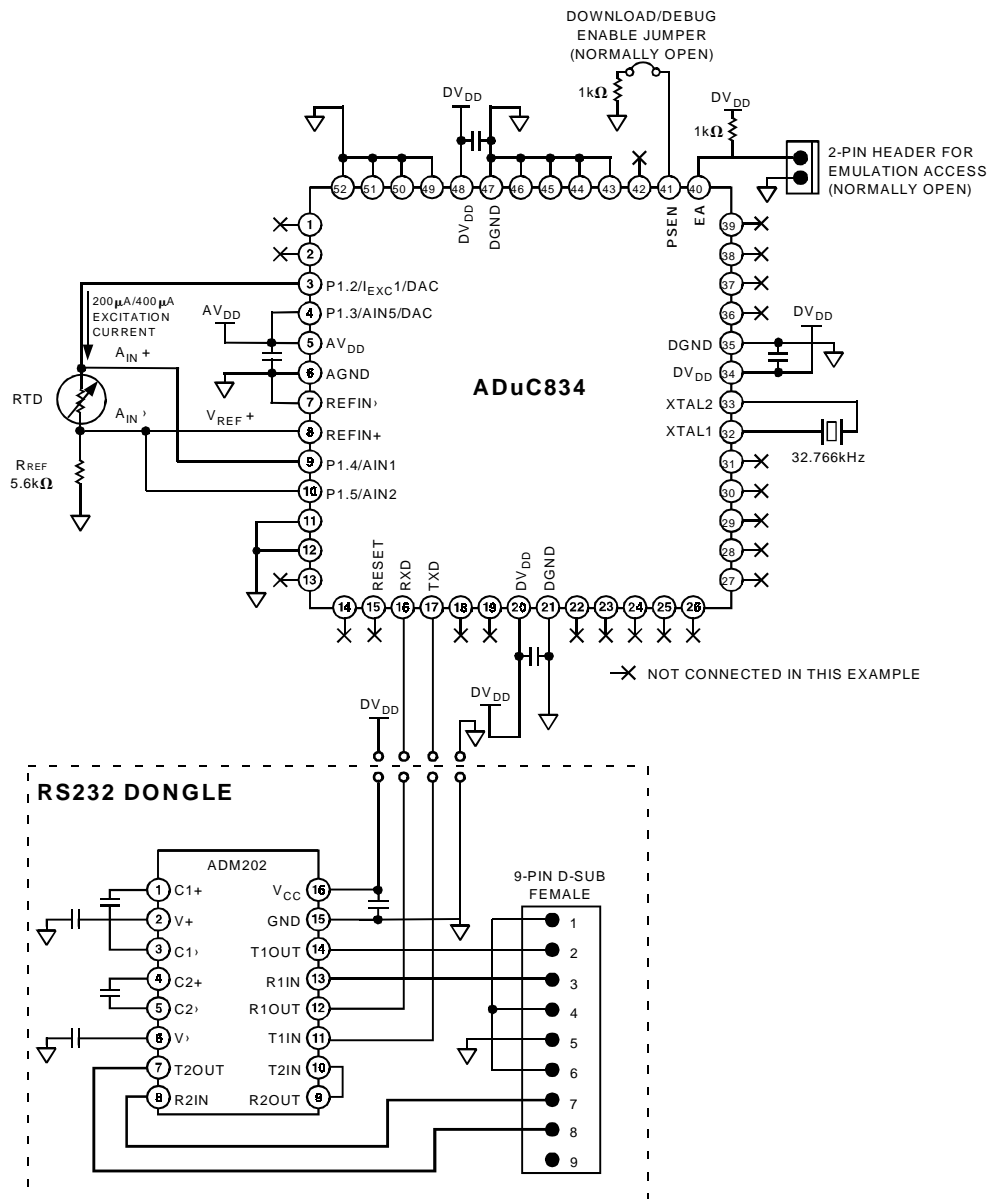 DOWNLOAD/DEBUG
ENABLE JUMPER
(NORMALLY OPEN)
1kΩ
DVDD
DVDD
1kΩ
2-PIN HEADER FOR
EMULATION ACCESS
(NORMALLY OPEN)
52 51 50 49 48 47 46 45 44 43 42 41 40
DVDD
DGND
PSEN
EA
1
2
3 P1.2/IEXC1/DAC
4 P1.3/AIN5/DAC
5 AVDD
6 AGND
7 REFIN›
8 REFIN+
9 P1.4/AIN1
10 P1.5/AIN2
11
12
13
200µA/400µA
EXCITATION
CURRENT
AVDD
AIN +
RTD
AIN ›
VREF +
RREF
5.6kΩ
ADuC834
39
38
37
36
DVDD
DGND 35
DVDD 34
XTAL2 33
XTAL1 32
32.766kHz
31
30
29
28
27
RESET
RXD
TXD
DVDD
DGND
14 15 16 17 18 19 20 21 22 23 24 25 26
NOT CONNECTED IN THIS EXAMPLE
DVDD
DVDD
RS232 DONGLE
ADM202
1 C1+
2 V+
3 C1›
4 C2+
5 C2›
6 V›
7 T2OUT
8 R2IN
VCC 16
GND 15
T1OUT 14
R1IN 13
R1OUT 12
T1IN 11
T2IN 10
R2OUT 9
9-PIN D-SUB
FEMALE
1
2
3
4
5
6
7
8
9